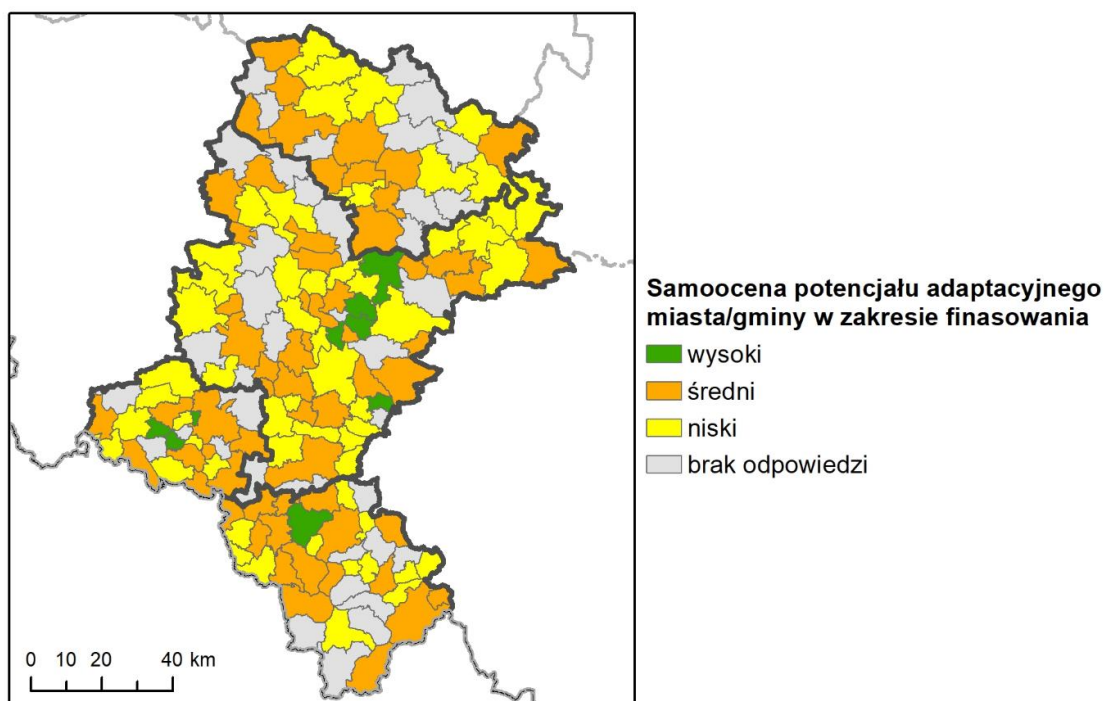 Samoocena potencjału adaptacyjnego
miasta/gminy w zakresie finasowania
wysoki
średni
niski
brak odpowiedzi
0 10 20 40 km